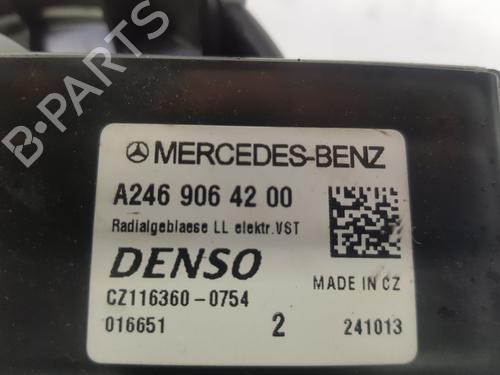 MERCEDES-BENZ
A246 906 42 00
Radialgeblaese LL elektr.VST
DENSO
MADE IN CZ
CZ116360-0754
016651 2 241013
B-PARTS